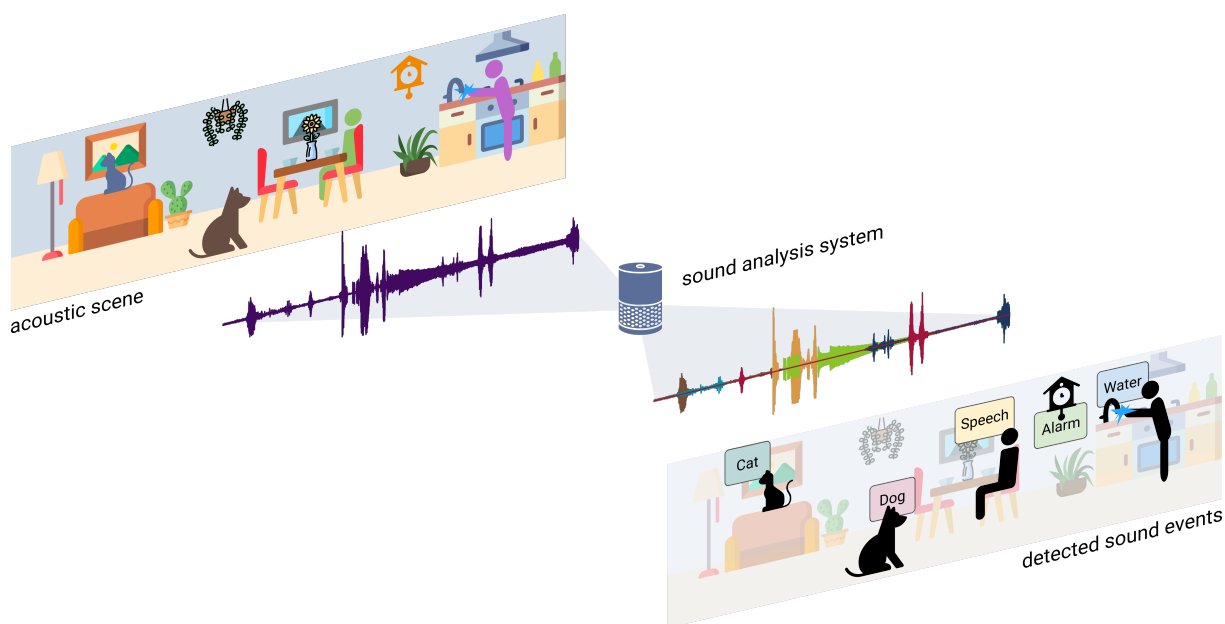 acoustic scene
sound analysis system
Cat
Dog
Speech
Alarm
Water
detected sound events